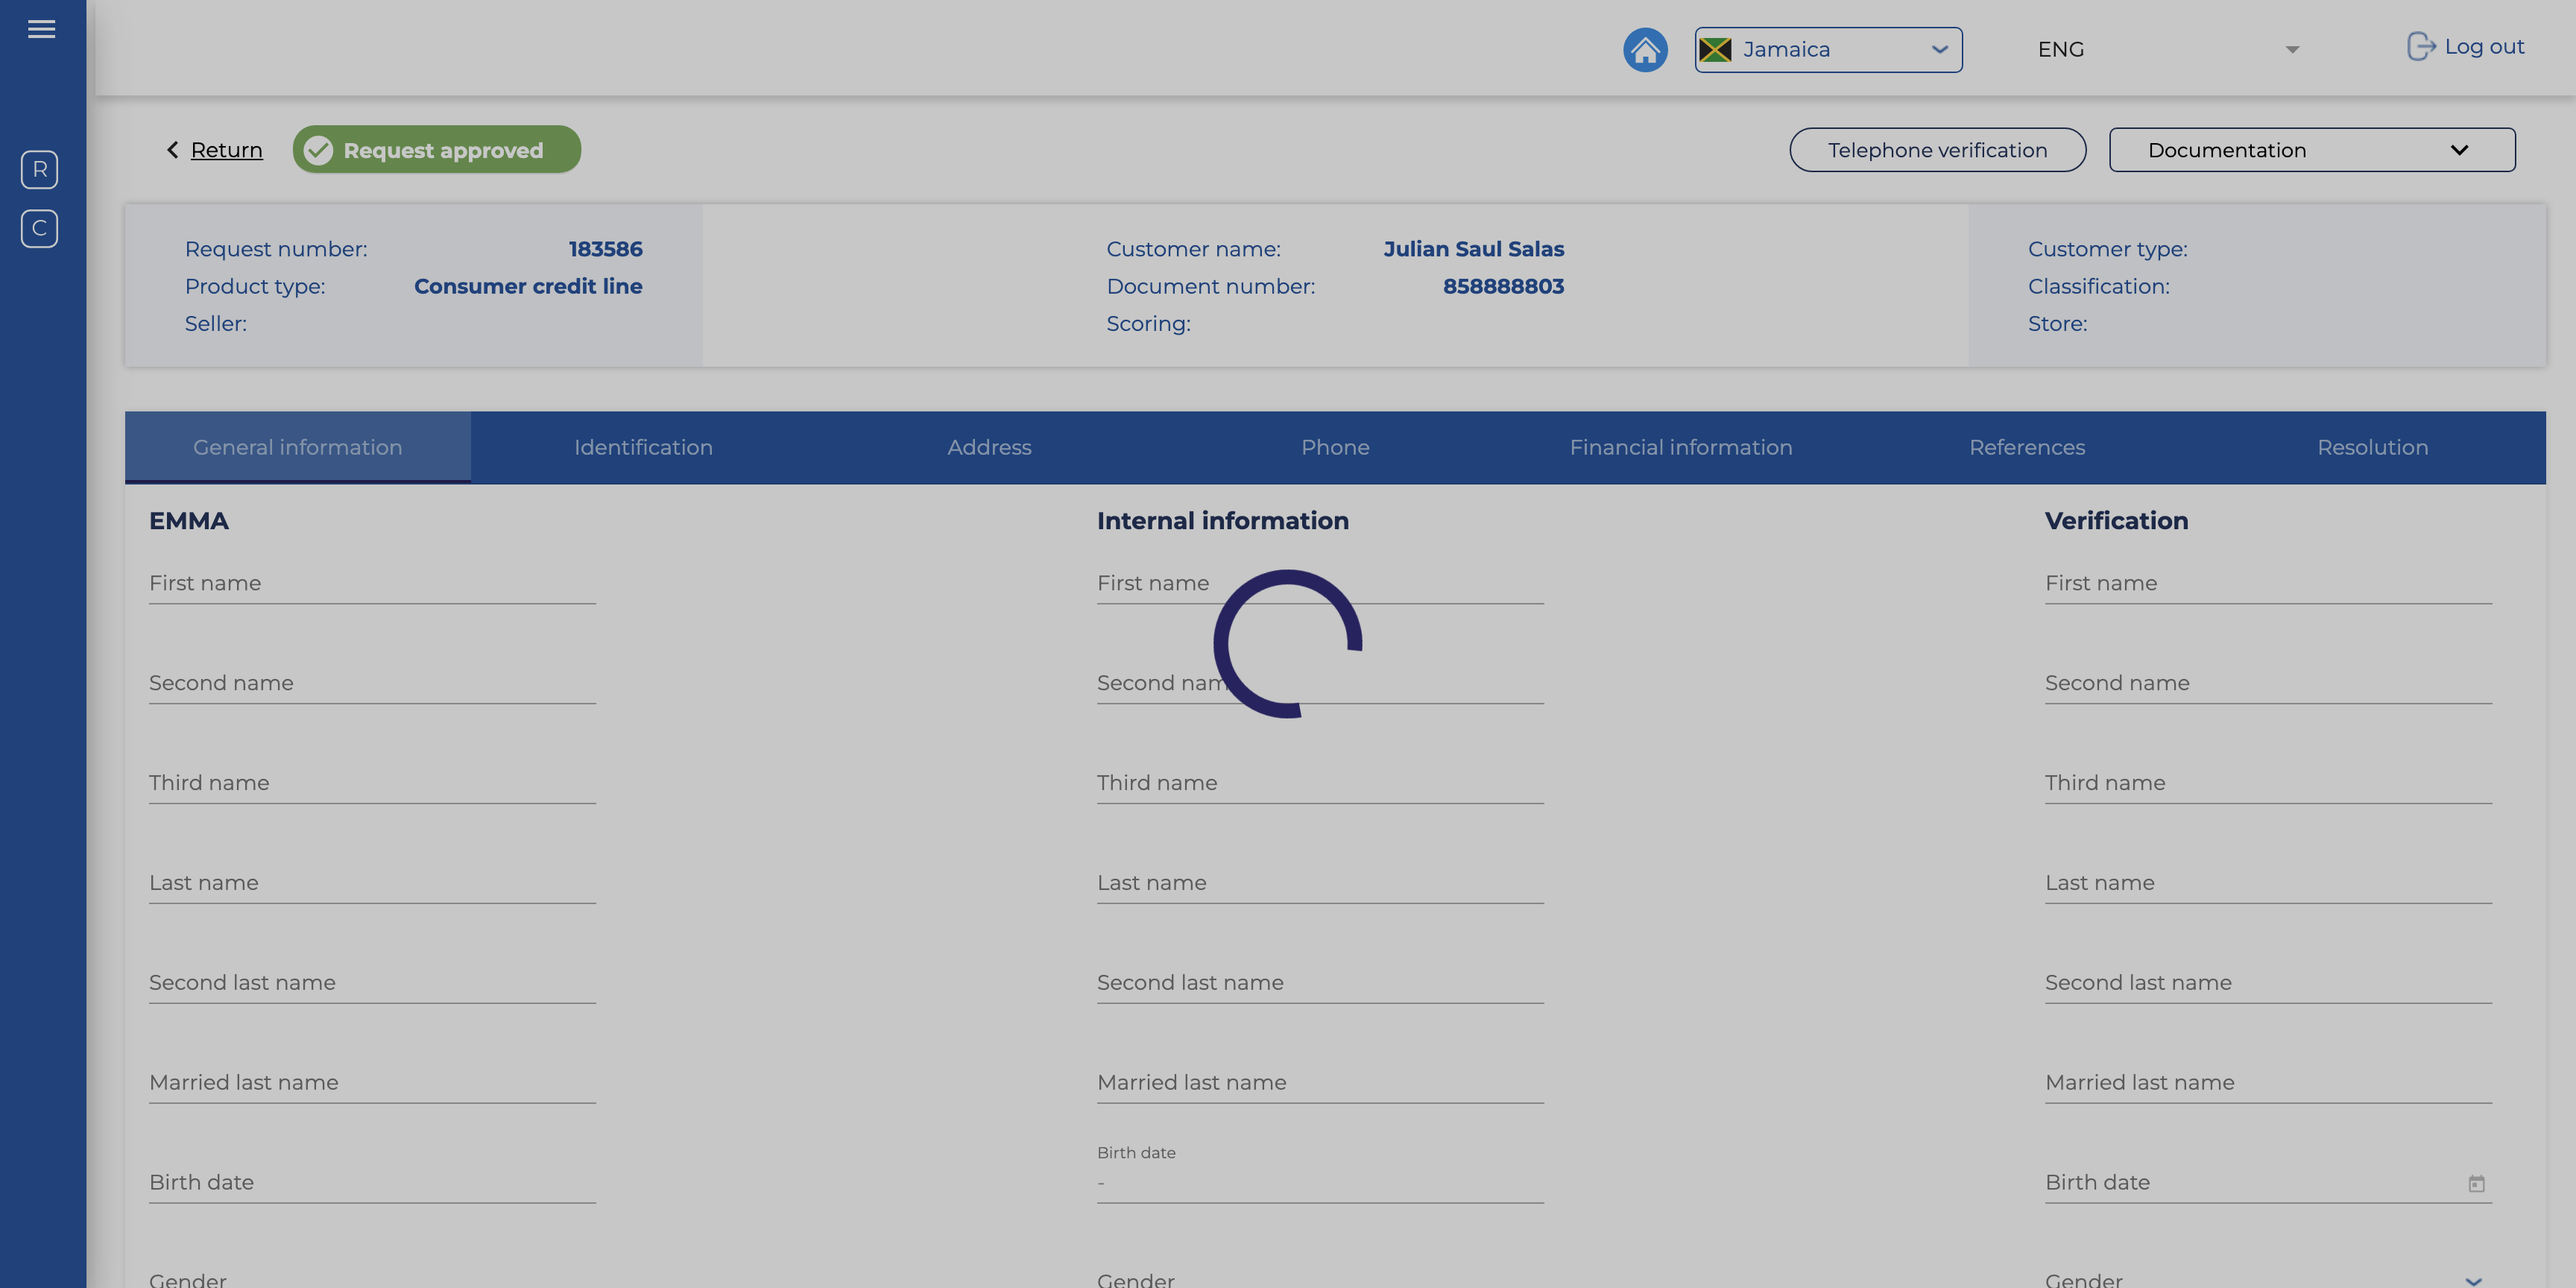 Jamaica
ENG
Log out
R
C
Return
Request approved
Telephone verification
Documentation
Request number: 183586
Product type: Consumer credit line
Seller:
Customer name: Julian Saul Salas
Document number: 858888803
Scoring:
Customer type:
Classification:
Store:
General information
Identification
Address
Phone
Financial information
References
Resolution
EMMA
First name
Second name
Third name
Last name
Second last name
Married last name
Birth date
Gender
Internal information
First name
Second nam
Third name
Last name
Second last name
Married last name
Birth date
-
Gender
Verification
First name
Second name
Third name
Last name
Second last name
Married last name
Birth date
Gender